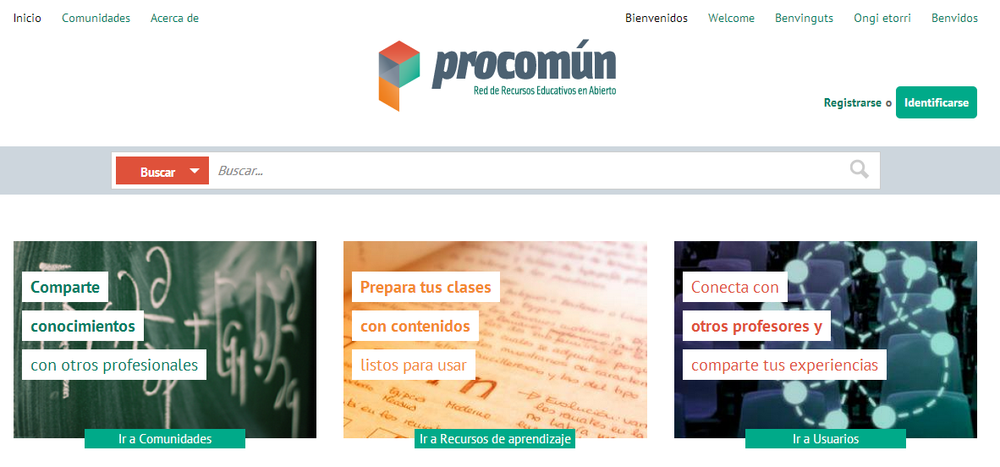 Inicio Comunidades Acerca de Bienvenidos Welcome Benvinguts Ongi etorri Benvidos
procomún
Red de Recursos Educativos en Abierto
Registrarse o Identificarse
Buscar Buscar...
Comparte
conocimientos
con otros profesionales
Ir a Comunidades
Prepara tus clases
con contenidos
listos para usar
Ir a Recursos de aprendizaje
Conecta con
otros profesores y
comparte tus experiencias
Ir a Usuarios